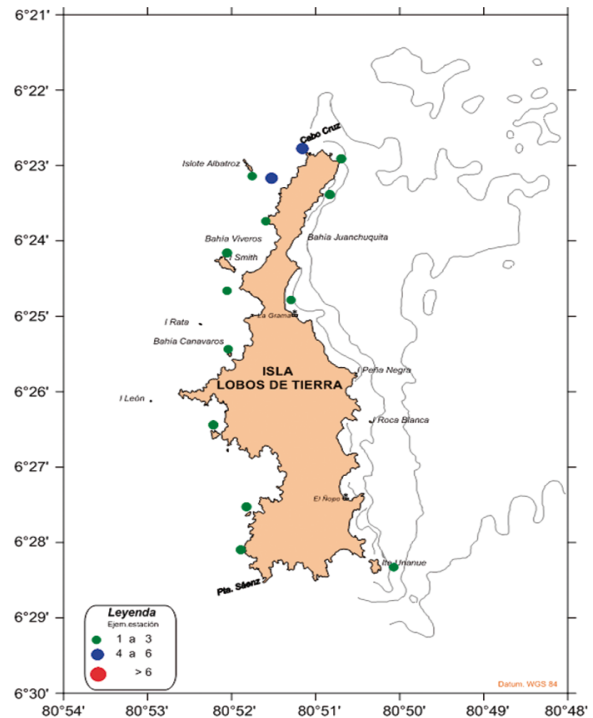 6°21'
6°22'
Cabo Cruz
6°23'
Islote Albatroz
6°24'
Bahía Viveros
Bahía Juanchuquita
I Smith
6°25'
La Grama
I Rata
Bahía Canavaros
I Peña Negra
ISLA
LOBOS DE TIERRA
6°26'
I León
I Roca Blanca
6°27'
El Ñopo
6°28'
Ite Unanue
Pta. Sáenz
6°29'
Leyenda
Ejem.estación
1 a 3
4 a 6
> 6
Datum. WGS 84
6°30'
80°54' 80°53' 80°52' 80°51' 80°50' 80°49' 80°48'